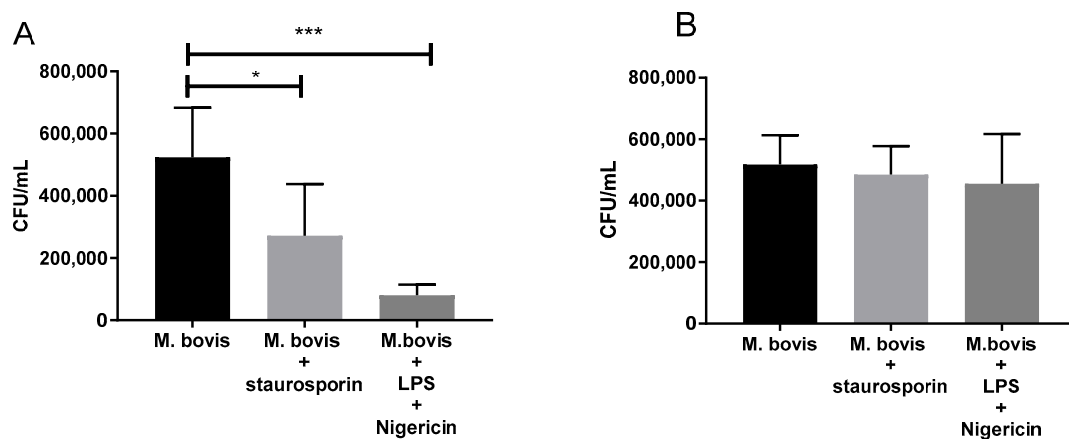 A
***
*
800,000
600,000
400,000
200,000
0
CFU/mL
M. bovis
M. bovis
+
staurosporin
M.bovis
+
LPS
+
Nigericin
B
800,000
600,000
400,000
200,000
0
CFU/mL
M. bovis
M. bovis
+
staurosporin
M.bovis
+
LPS
+
Nigericin